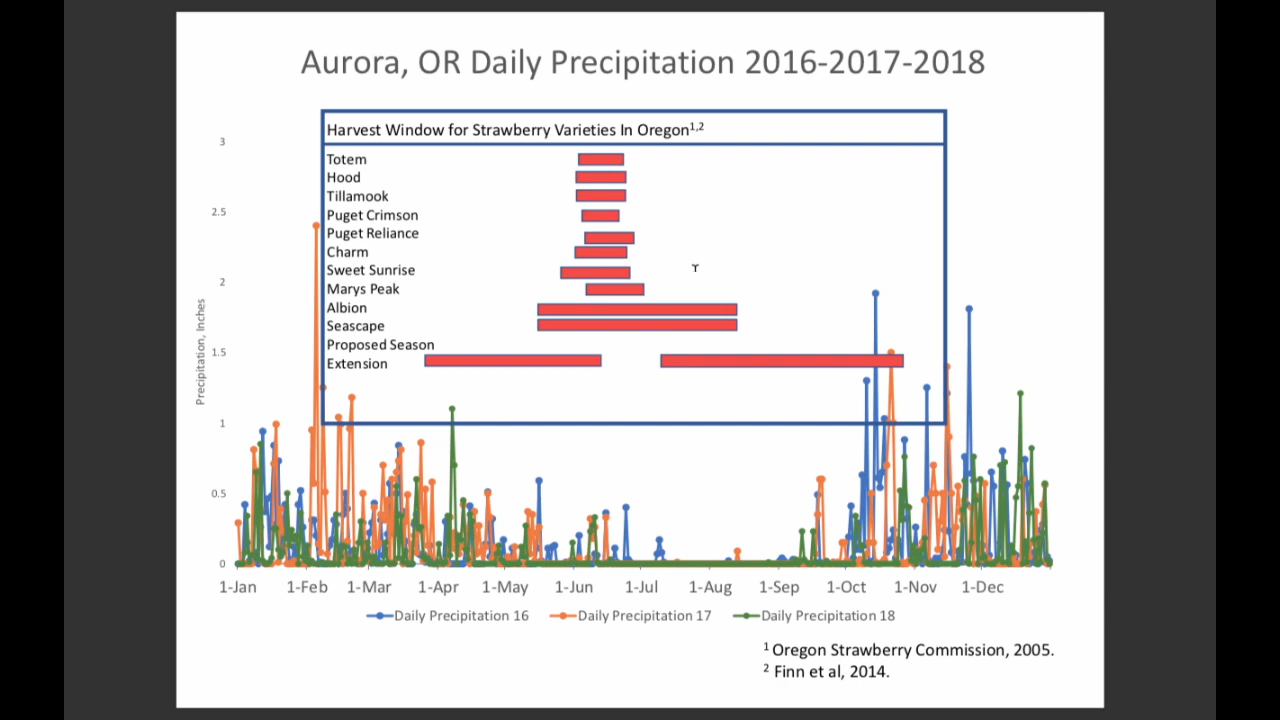 Aurora, OR Daily Precipitation 2016-2017-2018
Harvest Window for Strawberry Varieties In Oregon1,2
Totem
Hood
Tillamook
Puget Crimson
Puget Reliance
Charm
Sweet Sunrise
Marys Peak
Albion
Seascape
Proposed Season
Extension
Precipitation, Inches
3
2.5
2
1.5
1
0.5
0
1-Jan 1-Feb 1-Mar 1-Apr 1-May 1-Jun 1-Jul 1-Aug 1-Sep 1-Oct 1-Nov 1-Dec
Daily Precipitation 16 Daily Precipitation 17 Daily Precipitation 18
1 Oregon Strawberry Commission, 2005.
2 Finn et al, 2014.